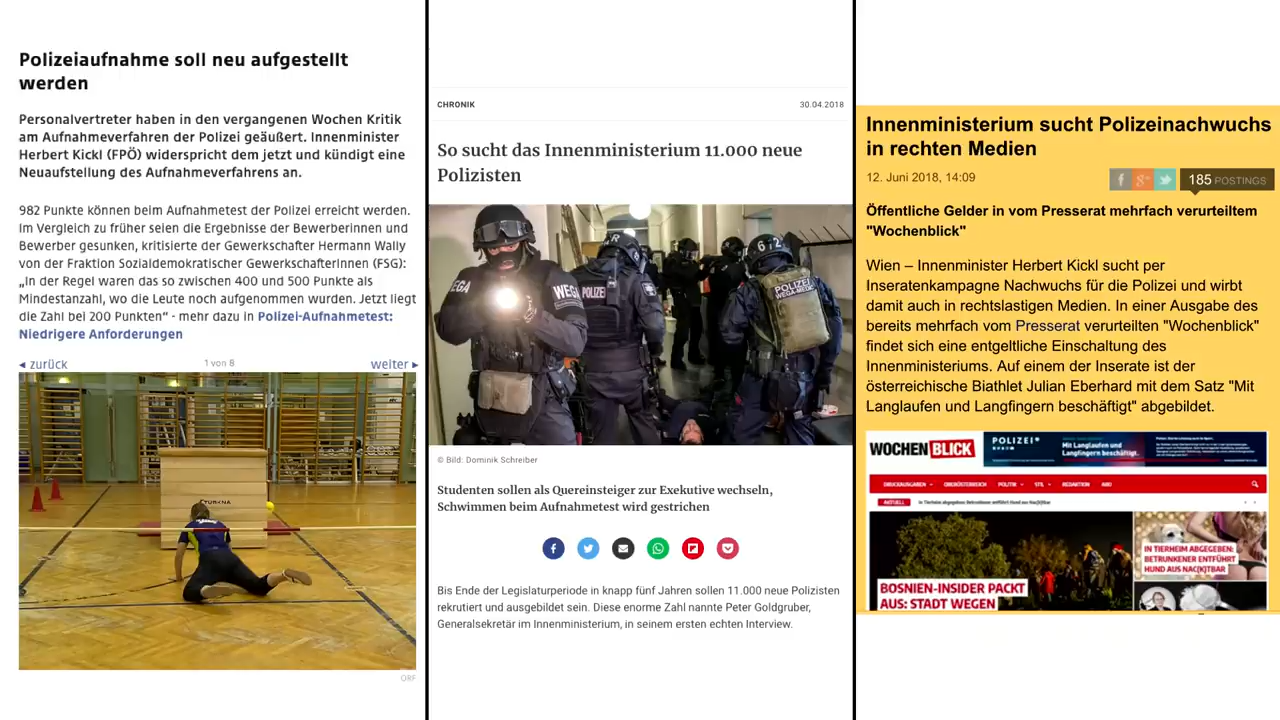 Polizeiaufnahme soll neu aufgestellt
werden
Personalvertreter haben in den vergangenen Wochen Kritik
am Aufnahmeverfahren der Polizei geäußert. Innenminister
Herbert Kickl (FPÖ) widerspricht dem jetzt und kündigt eine
Neuaufstellung des Aufnahmeverfahrens an.
982 Punkte können beim Aufnahmetest der Polizei erreicht werden.
Im Vergleich zu früher seien die Ergebnisse der Bewerberinnen und
Bewerber gesunken, kritisierte der Gewerkschafter Hermann Wally
von der Fraktion Sozialdemokratischer GewerkschafterInnen (FSG):
„In der Regel waren das so zwischen 400 und 500 Punkte als
Mindestanzahl, wo die Leute noch aufgenommen wurden. Jetzt liegt
die Zahl bei 200 Punkten“ - mehr dazu in Polizei-Aufnahmetest:
Niedrigere Anforderungen
◂ zurück 1 von 8 weiter ▸
ORF
CHRONIK 30.04.2018
So sucht das Innenministerium 11.000 neue
Polizisten
WEGA WEGA POLIZEI POLIZEI
© Bild: Dominik Schreiber
Studenten sollen als Quereinsteiger zur Exekutive wechseln,
Schwimmen beim Aufnahmetest wird gestrichen
Bis Ende der Legislaturperiode in knapp fünf Jahren sollen 11.000 neue Polizisten
rekrutiert und ausgebildet sein. Diese enorme Zahl nannte Peter Goldgruber,
Generalsekretär im Innenministerium, in seinem ersten echten Interview.
Innenministerium sucht Polizeinachwuchs
in rechten Medien
12. Juni 2018, 14:09
185 POSTINGS
Öffentliche Gelder in vom Presserat mehrfach verurteiltem
"Wochenblick"
Wien – Innenminister Herbert Kickl sucht per
Inseratenkampagne Nachwuchs für die Polizei und wirbt
damit auch in rechtslastigen Medien. In einer Ausgabe des
bereits mehrfach vom Presserat verurteilten "Wochenblick"
findet sich eine entgeltliche Einschaltung des
Innenministeriums. Auf einem der Inserate ist der
österreichische Biathlet Julian Eberhard mit dem Satz "Mit
Langlaufen und Langfingern beschäftigt" abgebildet.
WOCHENBLICK POLIZEI Mit Langlaufen und
Langfingern beschäftigt.
DRUCKAUSGABEN OBERÖSTERREICH POLITIK STIL REDAKTION ABO
AKTUELL
IN TIERHEIM ABGEGEBEN:
BETRUNKENER ENTFÜHRT
HUND AUS NAC(K)TBAR
BOSNIEN-INSIDER PACKT
AUS: STADT WEGEN